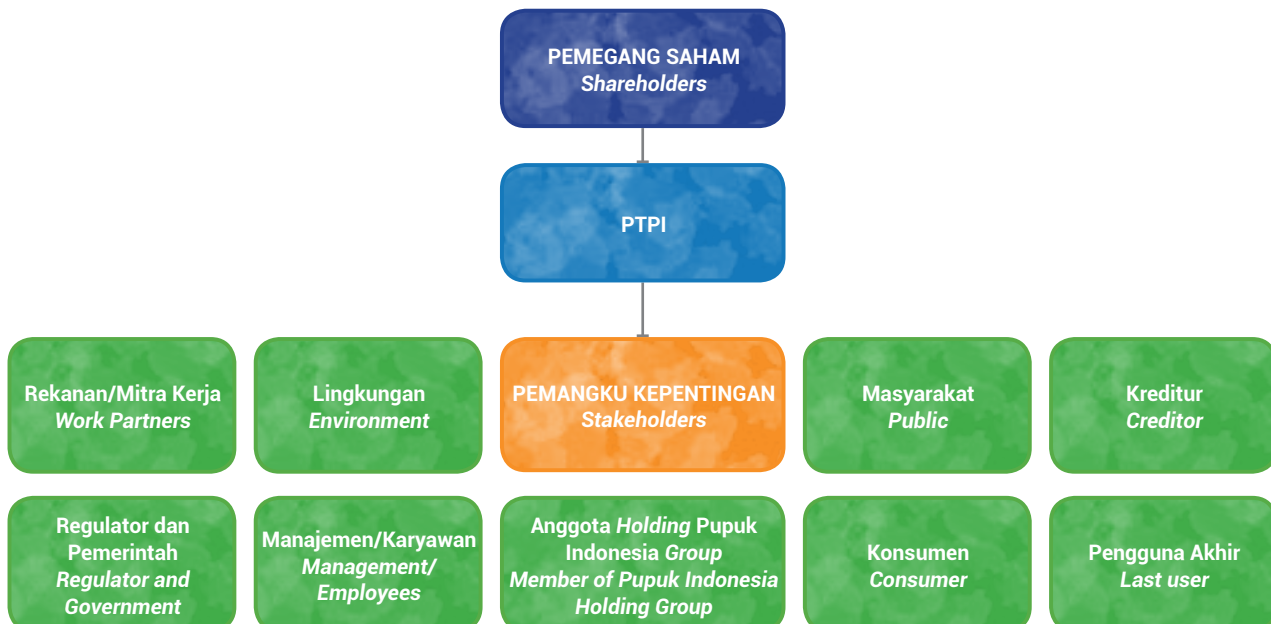 PEMEGANG SAHAM
Shareholders
PTPI
Rekanan/Mitra Kerja
Work Partners
Lingkungan
Environment
PEMANGKU KEPENTINGAN
Stakeholders
Masyarakat
Public
Kreditur
Creditor
Regulator dan
Pemerintah
Regulator and
Government
Manajemen/Karyawan
Management/
Employees
Anggota Holding Pupuk
Indonesia Group
Member of Pupuk Indonesia
Holding Group
Konsumen
Consumer
Pengguna Akhir
Last user